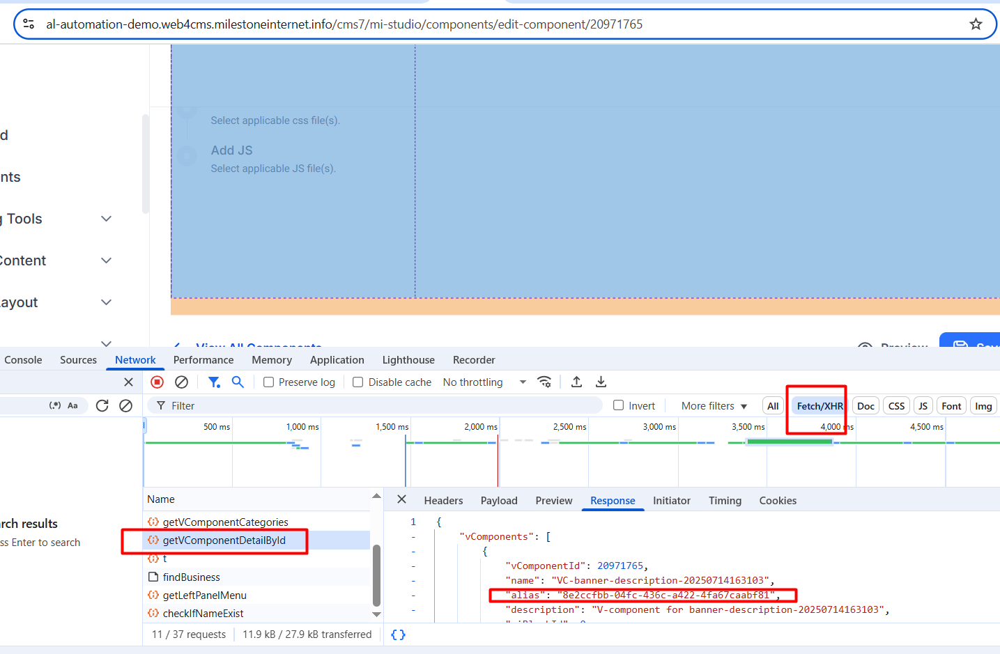 al-automation-demo.web4cms.milestoneinternet.info/cms7/mi-studio/components/edit-component/20971765
Select applicable css file(s).
d
Add JS
Select applicable JS file(s).
nts
g Tools
Content
ayout
View All Components
Preview
Console Sources Network Performance Memory Application Lighthouse Recorder
Preserve log Disable cache No throttling
(.*) Aa
Filter
Invert More filters All Fetch/XHR Doc CSS JS Font Img
500 ms 1,000 ms 1,500 ms 2,000 ms 2,500 ms 3,000 ms 3,500 ms 4,000 ms 4,500 ms
Name
Headers Payload Preview Response Initiator Timing Cookies
rch results
ss Enter to search
getVComponentCategories
getVComponentDetailById
t
findBusiness
getLeftPanelMenu
checkIfNameExist
11 / 37 requests 11.9 kB / 27.9 kB transferred
1 {
- "vComponents": [
- {
- "vComponentId": 20971765,
- "name": "VC-banner-description-20250714163103",
- "alias": "8e2ccfbb-04fc-436c-a422-4fa67caabf81",
- "description": "V-component for banner-description-20250714163103",
{}